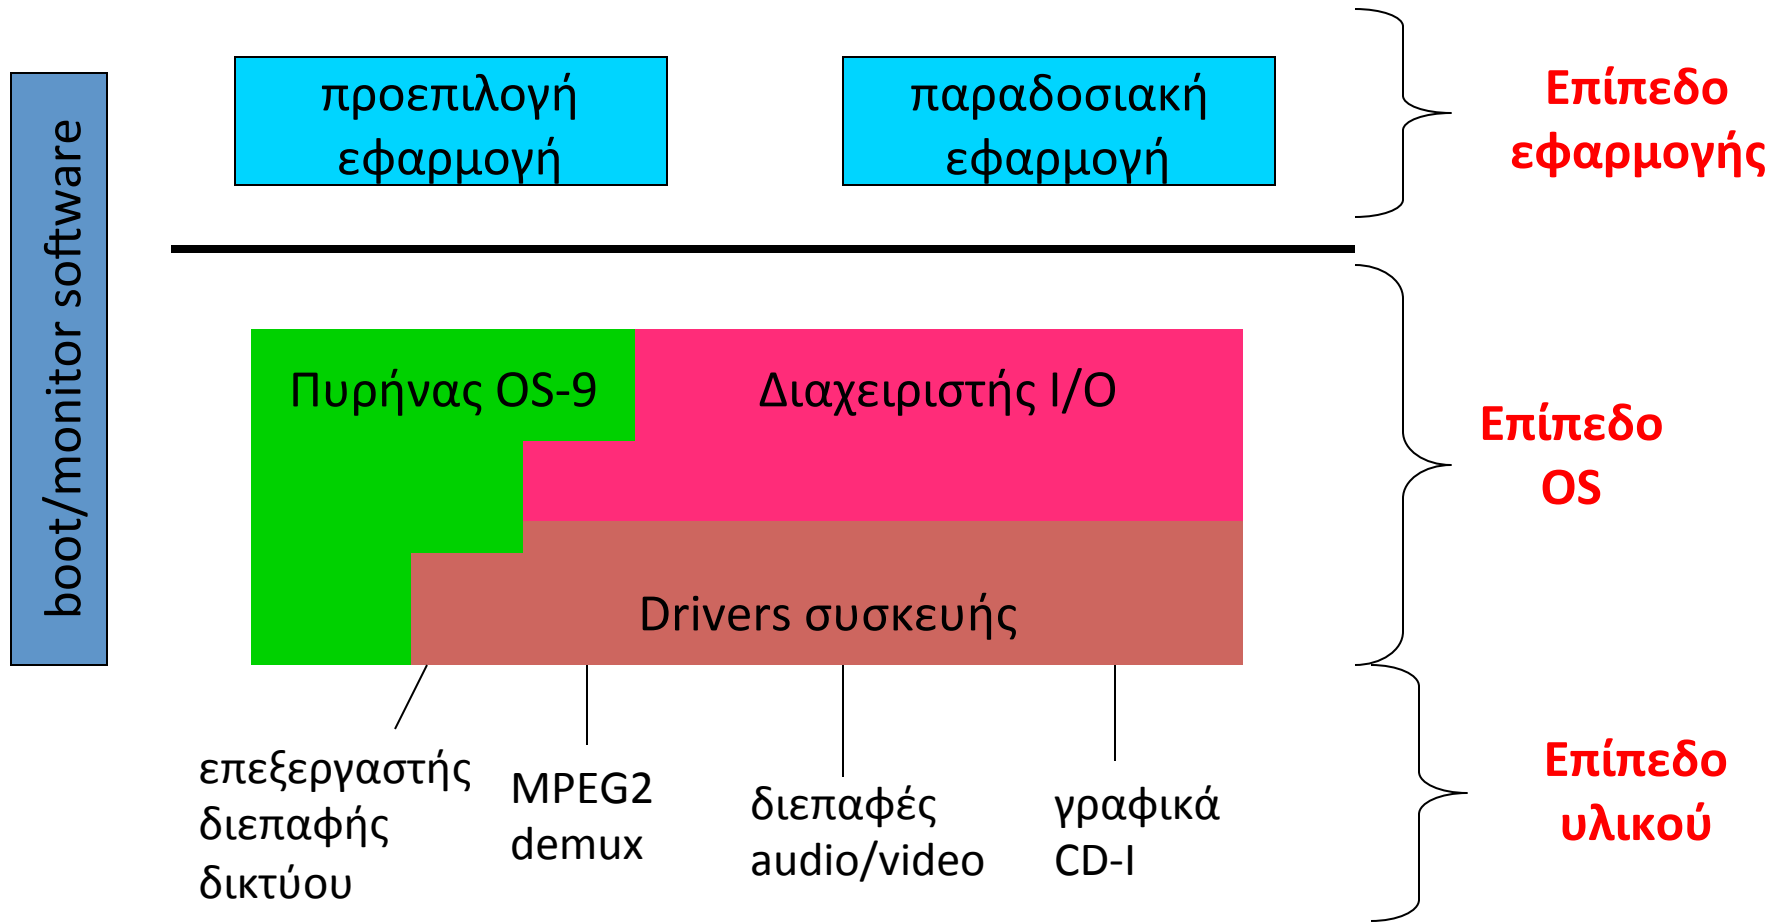 boot/monitor software
προεπιλογή
εφαρμογή
παραδοσιακή
εφαρμογή
Επίπεδο
εφαρμογής
Πυρήνας OS-9
Διαχειριστής I/O
Drivers συσκευής
Επίπεδο
OS
επεξεργαστής
διεπαφής
δικτύου
MPEG2
demux
διεπαφές
audio/video
γραφικά
CD-I
Επίπεδο
υλικού